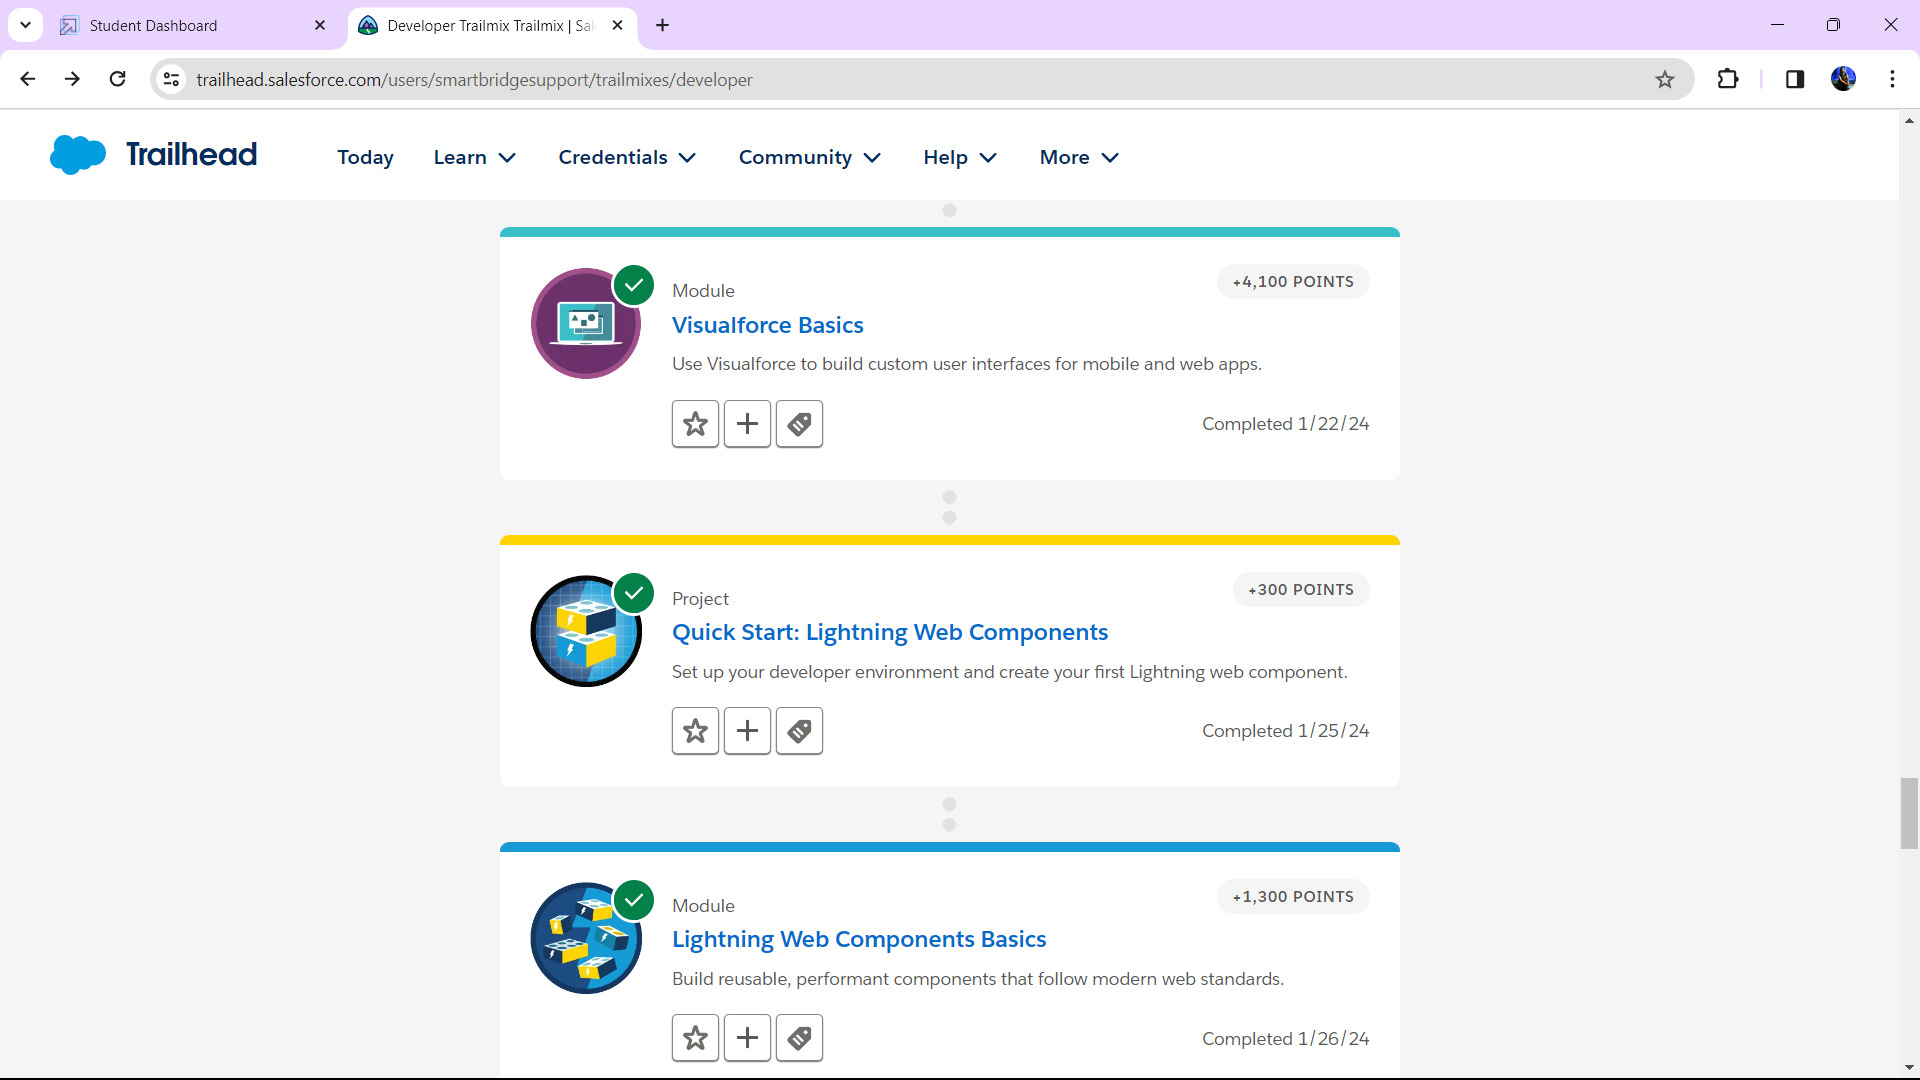 Student Dashboard
Developer Trailmix Trailmix | Sal
trailhead.salesforce.com/users/smartbridgesupport/trailmixes/developer
Trailhead
Today
Learn
Credentials
Community
Help
More
Module
+4,100 POINTS
Visualforce Basics
Use Visualforce to build custom user interfaces for mobile and web apps.
Completed 1/22/24
Project
+300 POINTS
Quick Start: Lightning Web Components
Set up your developer environment and create your first Lightning web component.
Completed 1/25/24
Module
+1,300 POINTS
Lightning Web Components Basics
Build reusable, performant components that follow modern web standards.
Completed 1/26/24